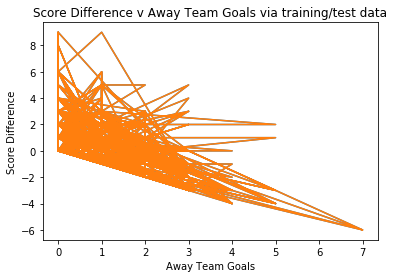 Score Difference v Away Team Goals via training/test data
Score Difference
8
6
4
2
0
−2
−4
−6
0 1 2 3 4 5 6 7
Away Team Goals